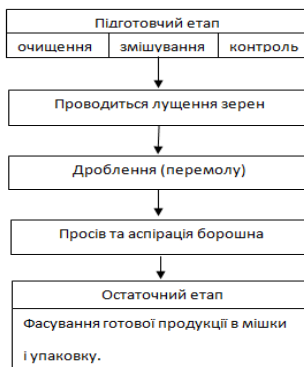 Підготовчий етап
очищення змішування контроль
Проводиться лущення зерен
Дроблення (перемолу)
Просів та аспірація борошна
Остаточний етап
Фасування готової продукції в мішки
і упаковку.